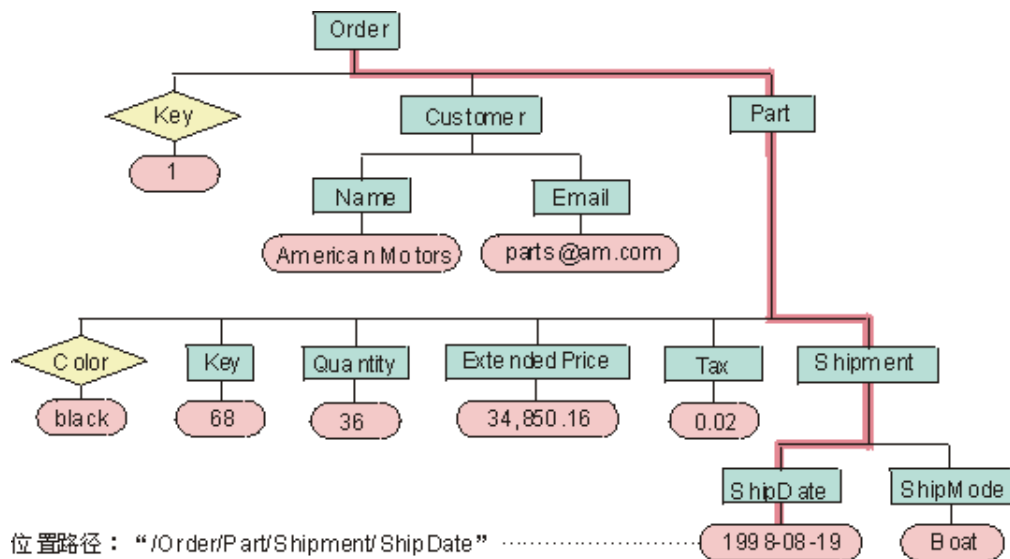 Order
Key
Customer
Part
1
Name
Email
American Motors
parts@am.com
Color
Key
Quantity
Extended Price
Tax
Shipment
black
68
36
34,850.16
0.02
ShipDate
ShipMode
位置路径：“/Order/Part/Shipment/ShipDate”
1998-08-19
Boat